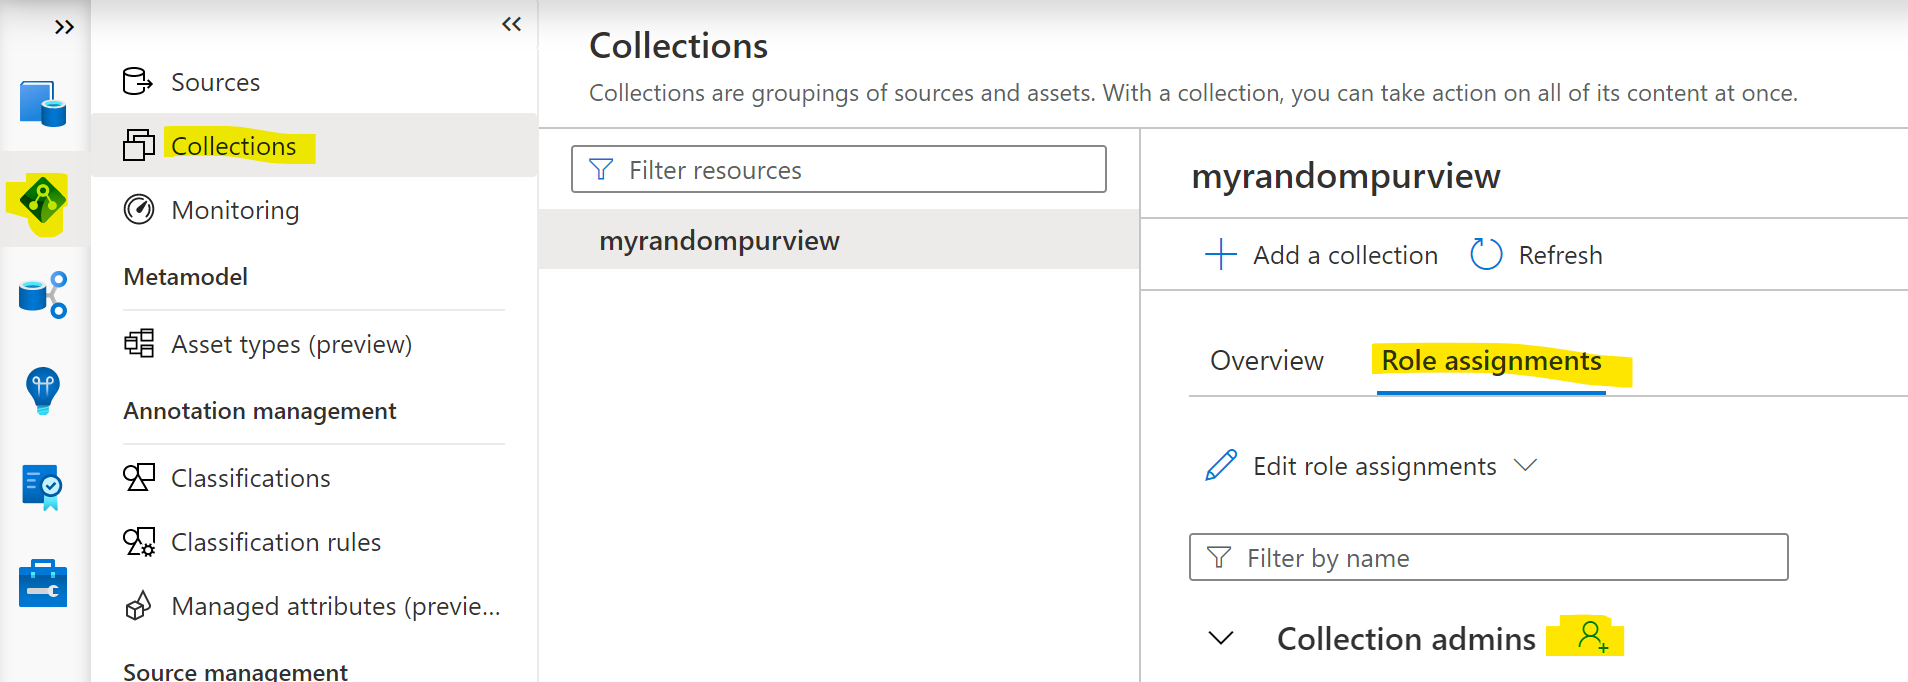 Sources
Collections
Monitoring
Metamodel
Asset types (preview)
Annotation management
Classifications
Classification rules
Managed attributes (previe...
Source management
Collections
Collections are groupings of sources and assets. With a collection, you can take action on all of its content at once.
Filter resources
myrandompurview
myrandompurview
Add a collection
Refresh
Overview
Role assignments
Edit role assignments
Filter by name
Collection admins